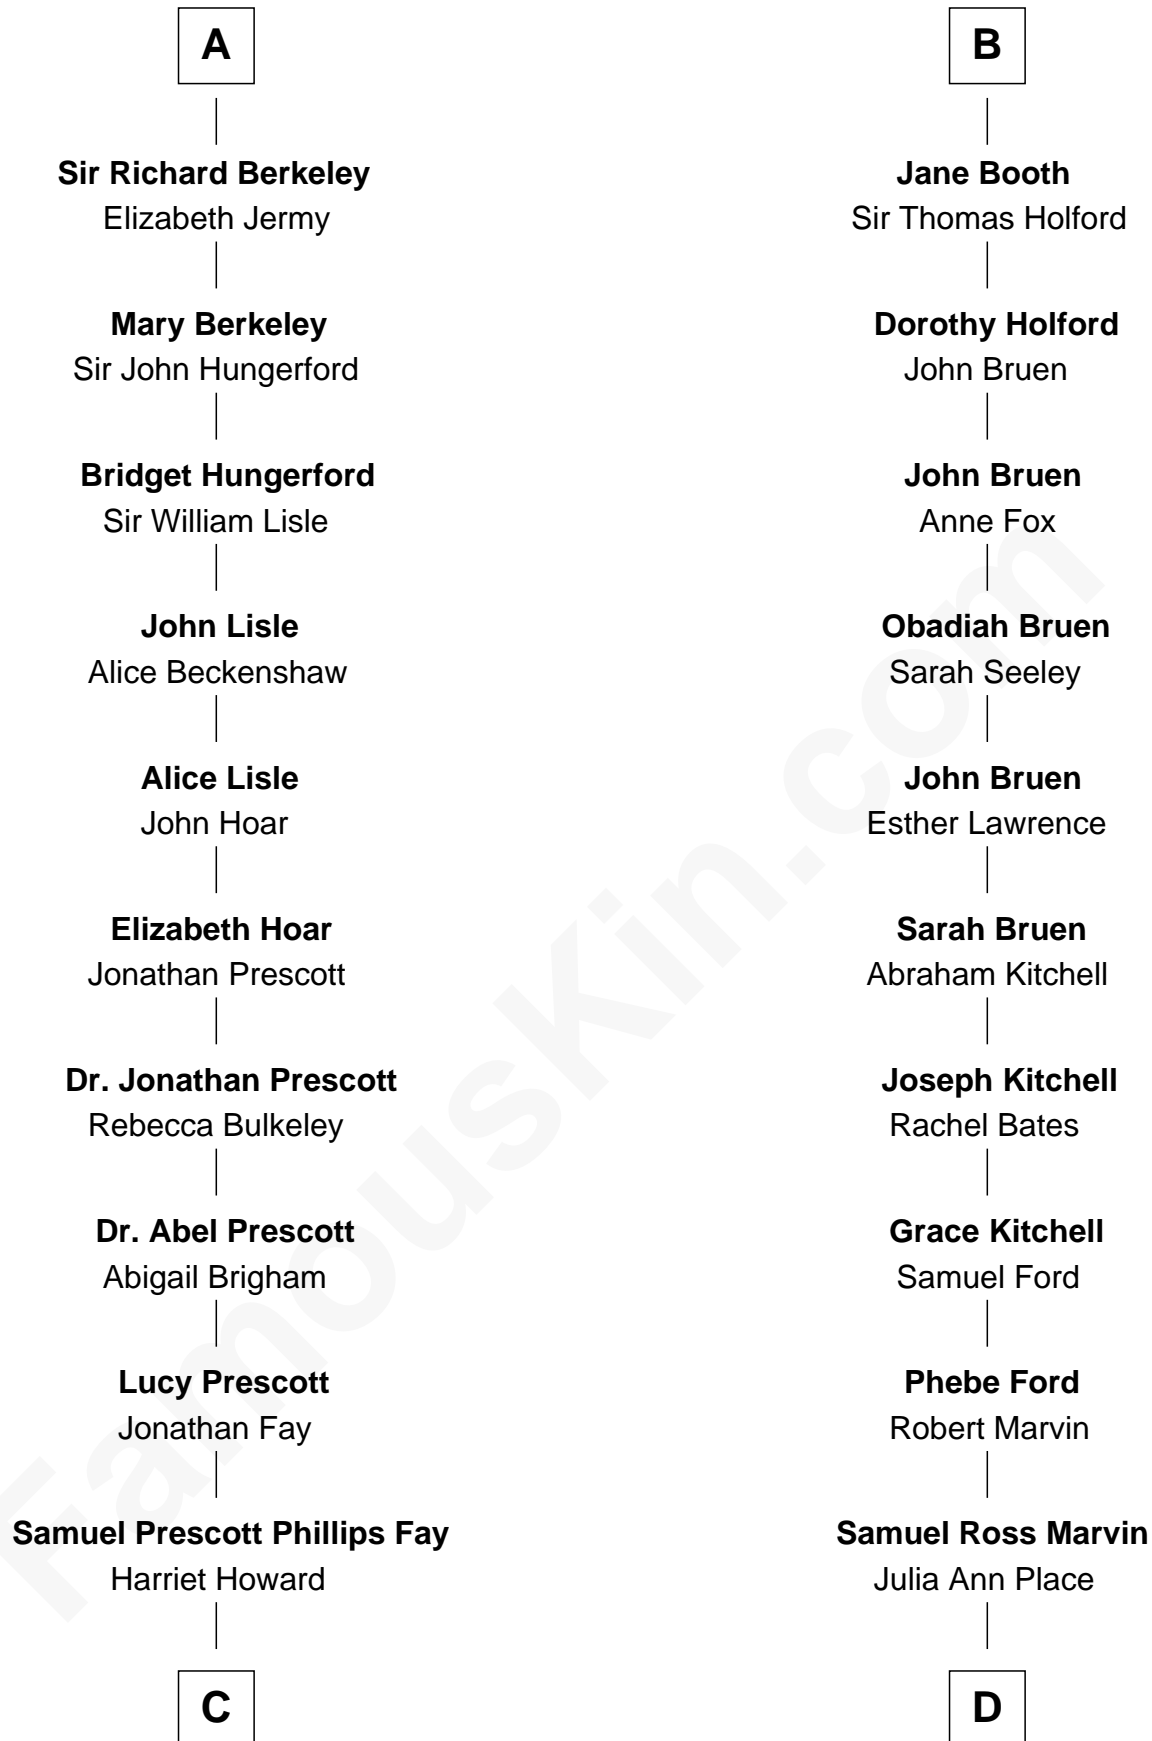 A
Sir Richard Berkeley
Elizabeth Jermy
Mary Berkeley
Sir John Hungerford
Bridget Hungerford
Sir William Lisle
John Lisle
Alice Beckenshaw
Alice Lisle
John Hoar
Elizabeth Hoar
Jonathan Prescott
Dr. Jonathan Prescott
Rebecca Bulkeley
Dr. Abel Prescott
Abigail Brigham
Lucy Prescott
Jonathan Fay
Samuel Prescott Phillips Fay
Harriet Howard
C
B
Jane Booth
Sir Thomas Holford
Dorothy Holford
John Bruen
John Bruen
Anne Fox
Obadiah Bruen
Sarah Seeley
John Bruen
Esther Lawrence
Sarah Bruen
Abraham Kitchell
Joseph Kitchell
Rachel Bates
Grace Kitchell
Samuel Ford
Phebe Ford
Robert Marvin
Samuel Ross Marvin
Julia Ann Place
D
FamousKin.com